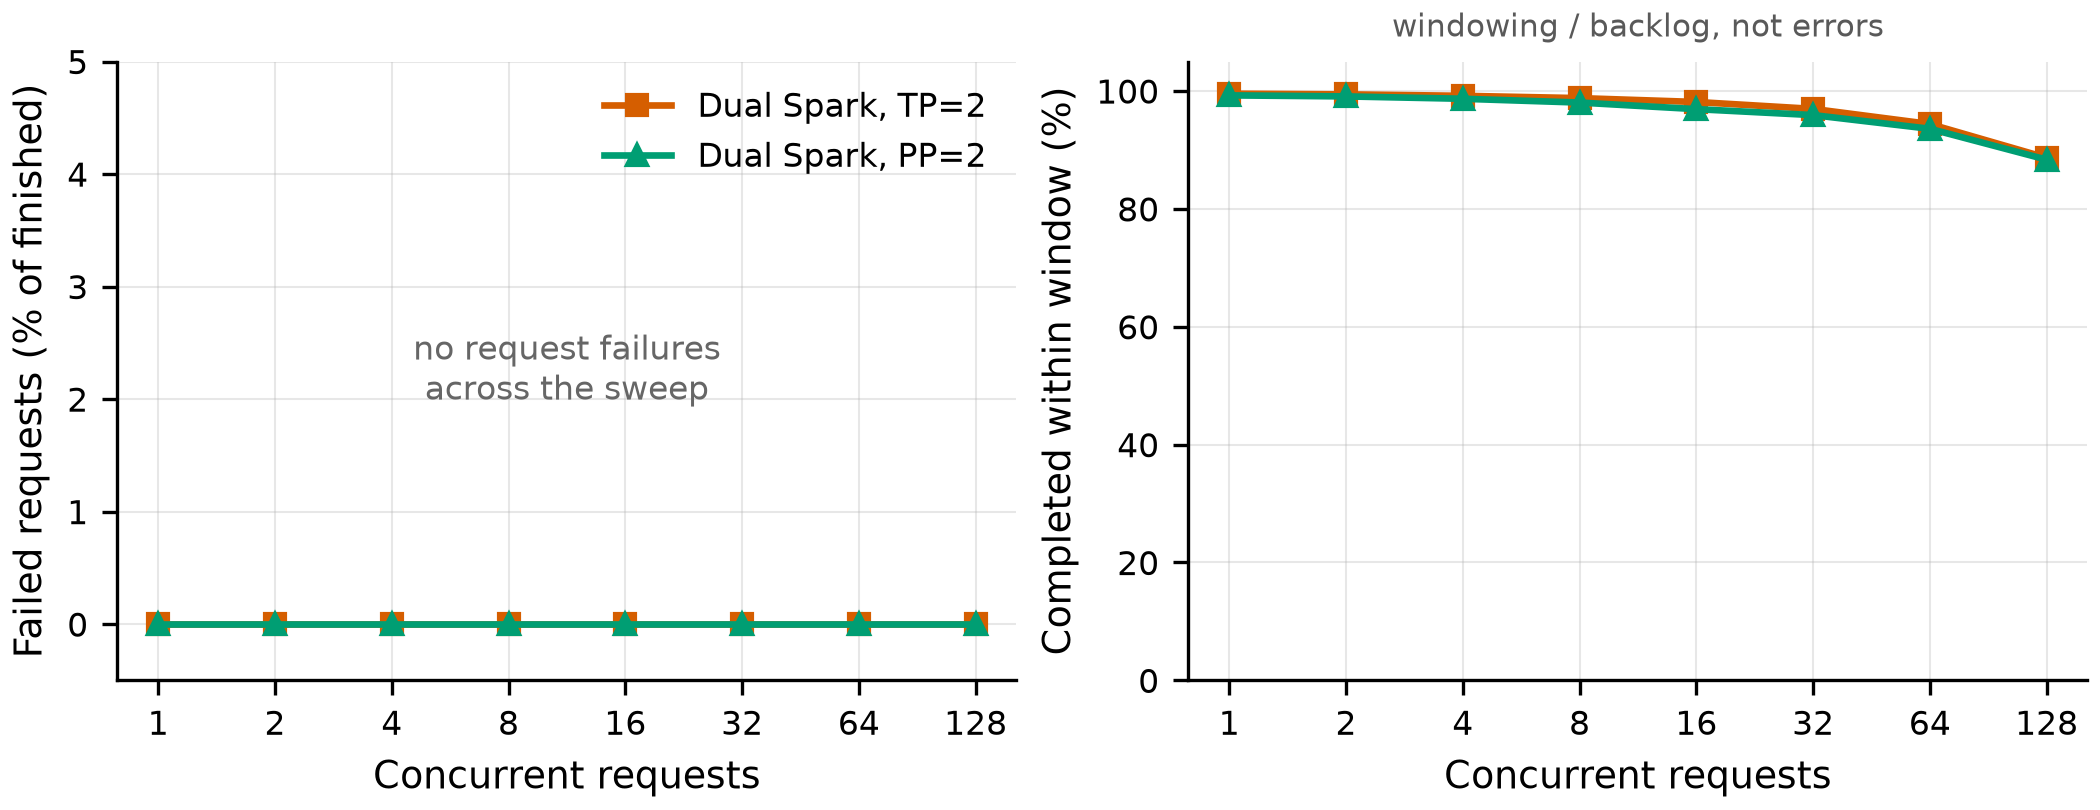 Failed requests (% of finished)
5
4
3
2
1
0
Dual Spark, TP=2
Dual Spark, PP=2
no request failures
across the sweep
1 2 4 8 16 32 64 128
Concurrent requests
windowing / backlog, not errors
Completed within window (%)
100
80
60
40
20
0
1 2 4 8 16 32 64 128
Concurrent requests